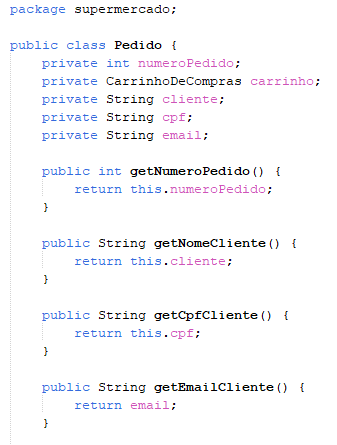 package supermercado;
public class Pedido {
private int numeroPedido;
private CarrinhoDeCompras carrinho;
private String cliente;
private String cpf;
private String email;
public int getNumeroPedido() {
return this.numeroPedido;
}
public String getNomeCliente() {
return this.cliente;
}
public String getCpfCliente() {
return this.cpf;
}
public String getEmailCliente() {
return email;
}